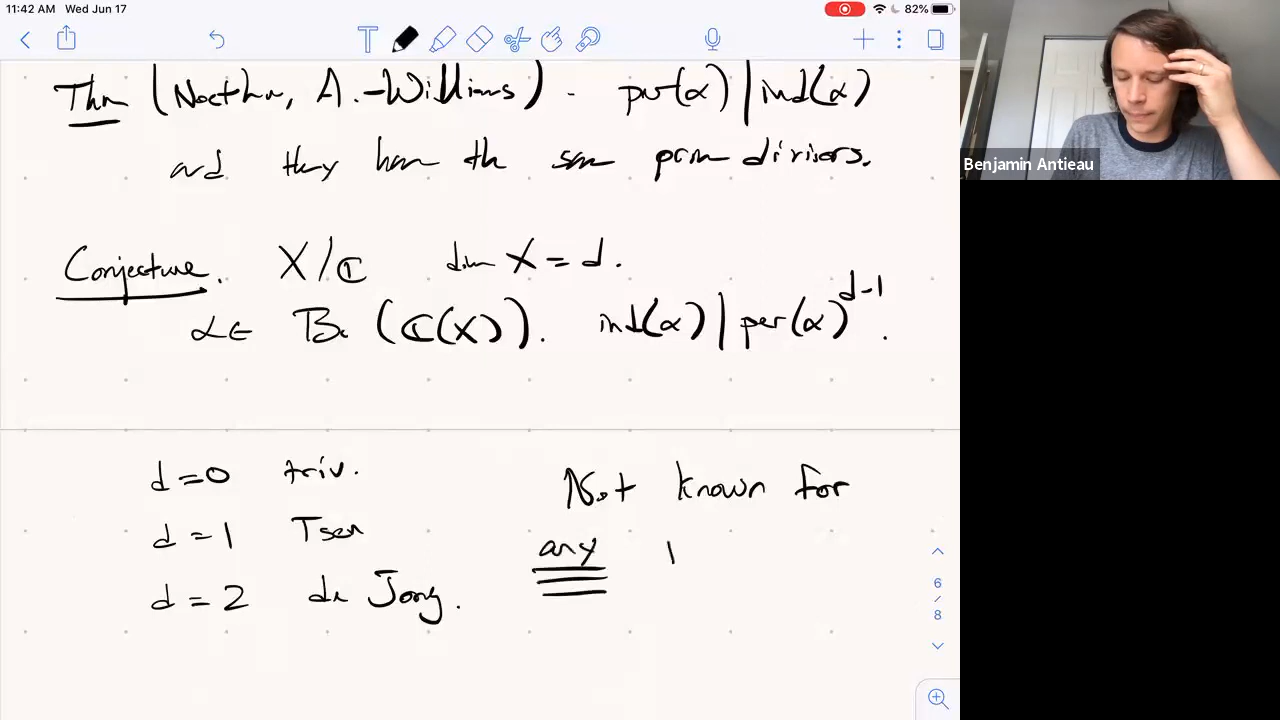 11:42 AM Wed Jun 17
82%
Thm (Noether, A.-Williams). per(α) | ind(α)
and they have the same prime divisors.
Benjamin Antieau
Conjecture. X/ℂ dim X = d.
α ∈ Br (ℂ(X)). ind(α) | per(α)^{d-1}.
d = 0 triv.
d = 1 Tsen
d = 2 de Jong.
Not known for
any
6
/
8